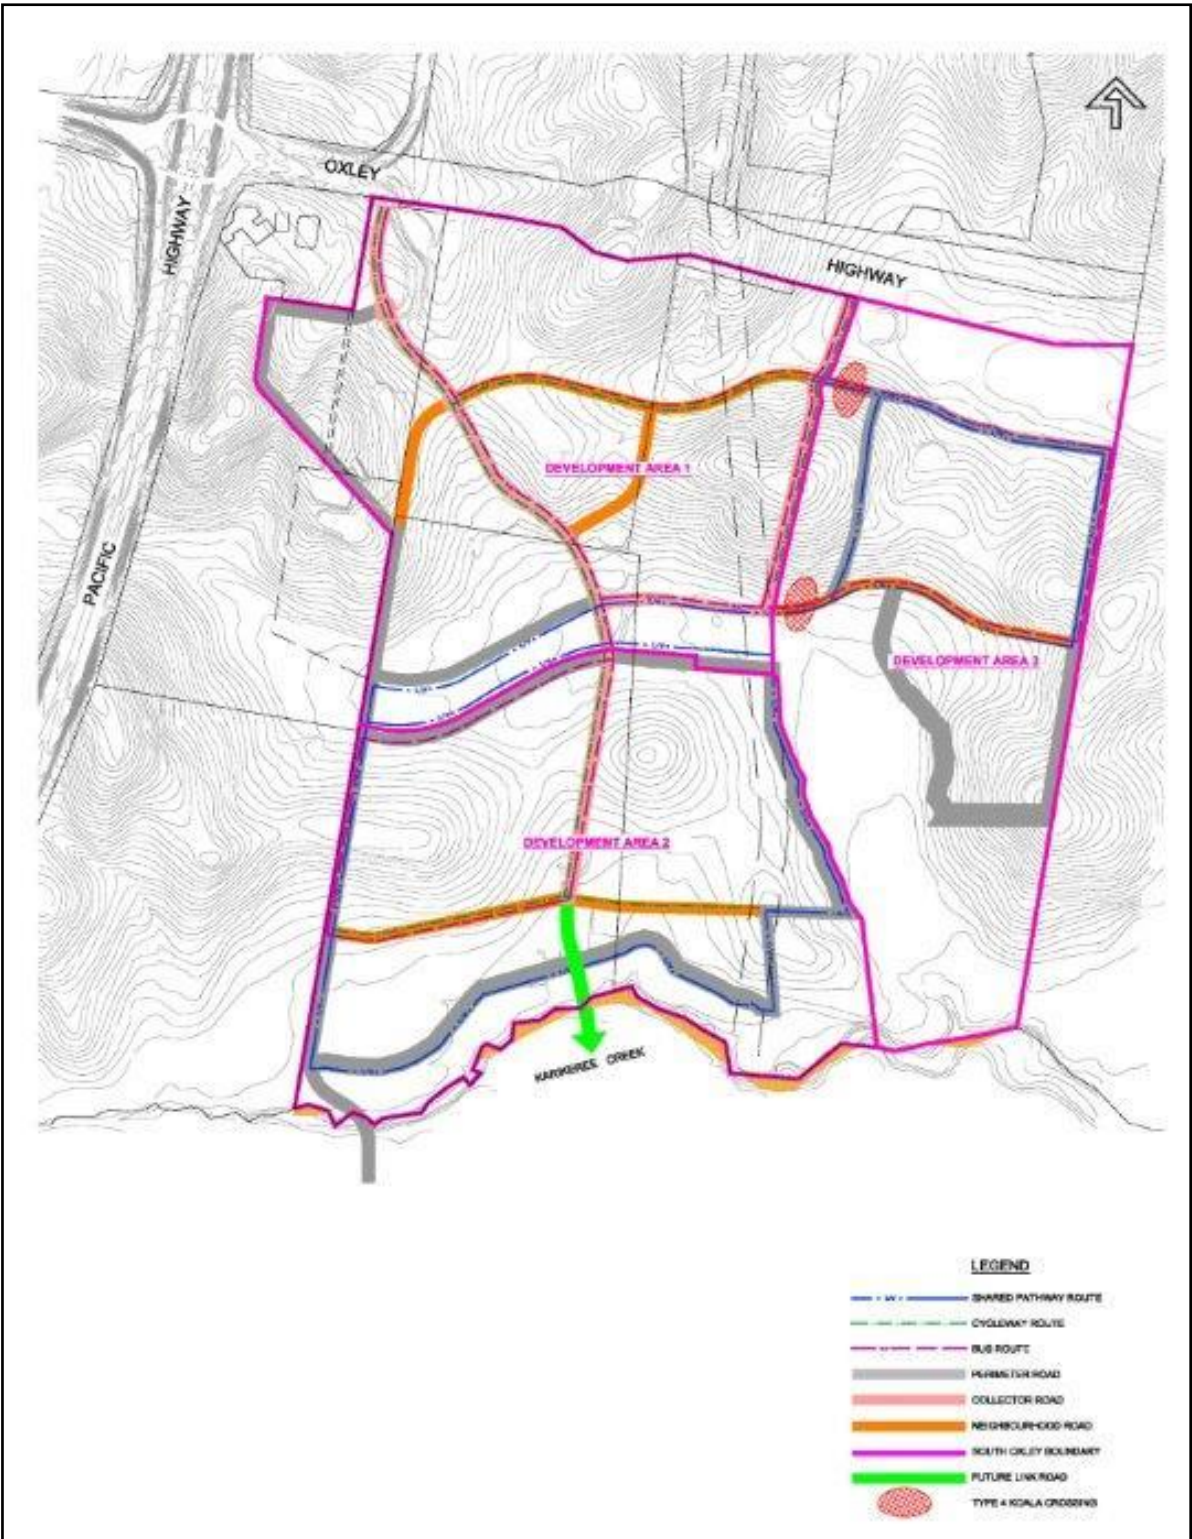 OXLEY
HIGHWAY
HIGHWAY
PACIFIC
DEVELOPMENT AREA 1
DEVELOPMENT AREA 3
DEVELOPMENT AREA 2
KARIKEREE CREEK
LEGEND
SHARED PATHWAY ROUTE
CYCLEWAY ROUTE
BUS ROUTE
PERIMETER ROAD
COLLECTOR ROAD
NEIGHBOURHOOD ROAD
SOUTH OXLEY BOUNDARY
FUTURE LINK ROAD
TYPE 4 KOALA CROSSING